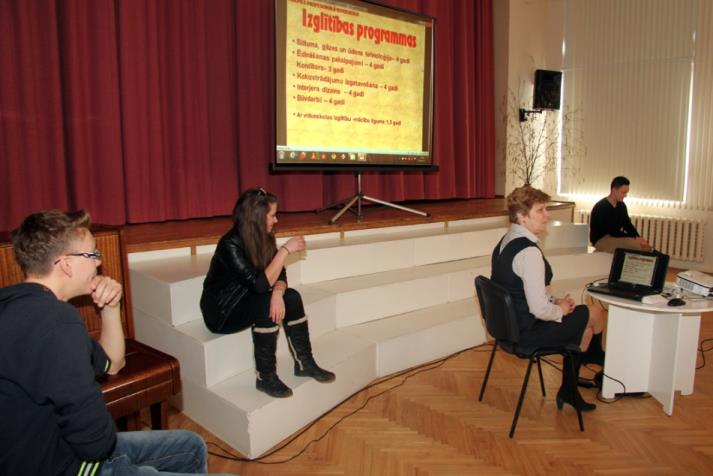 Izglītības programmas
• Siltuma, gāzes un ūdens tehnoloģija– 4 gadi
• Ēdināšanas pakalpojumi – 4 gadi
Konditors– 3 gadi
• Kokizstrādājumu izgatavošana – 4 gadi
• Interjera dizains – 4 gadi
• Būvdarbi – 4 gadi
• Ar vidusskolas izglītību -mācību ilgums 1,5 gadi